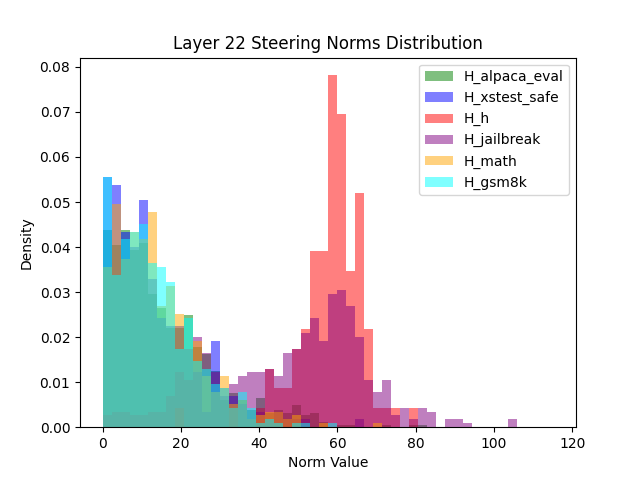 Layer 22 Steering Norms Distribution
0.08
0.07
0.06
0.05
0.04
0.03
0.02
0.01
0.00
Density
H_alpaca_eval
H_xstest_safe
H_h
H_jailbreak
H_math
H_gsm8k
0 20 40 60 80 100 120
Norm Value